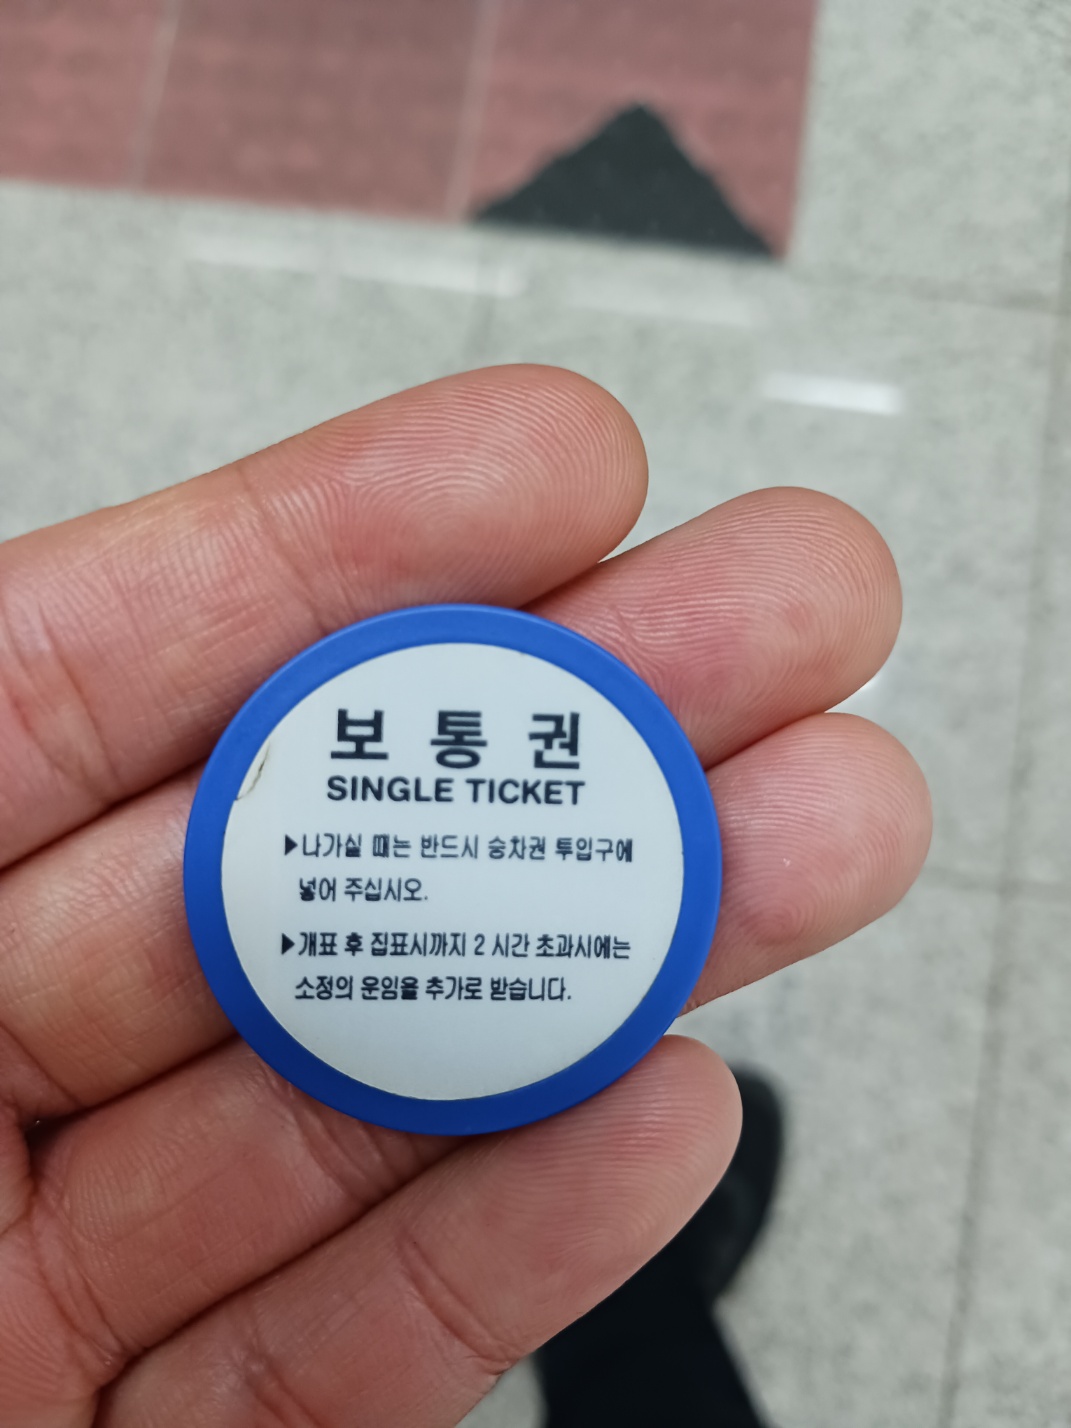 보 통 권
SINGLE TICKET
▶나가실 때는 반드시 승차권 투입구에
넣어 주십시오.
▶개표 후 집표시까지 2 시간 초과시에는
소정의 운임을 추가로 받습니다.